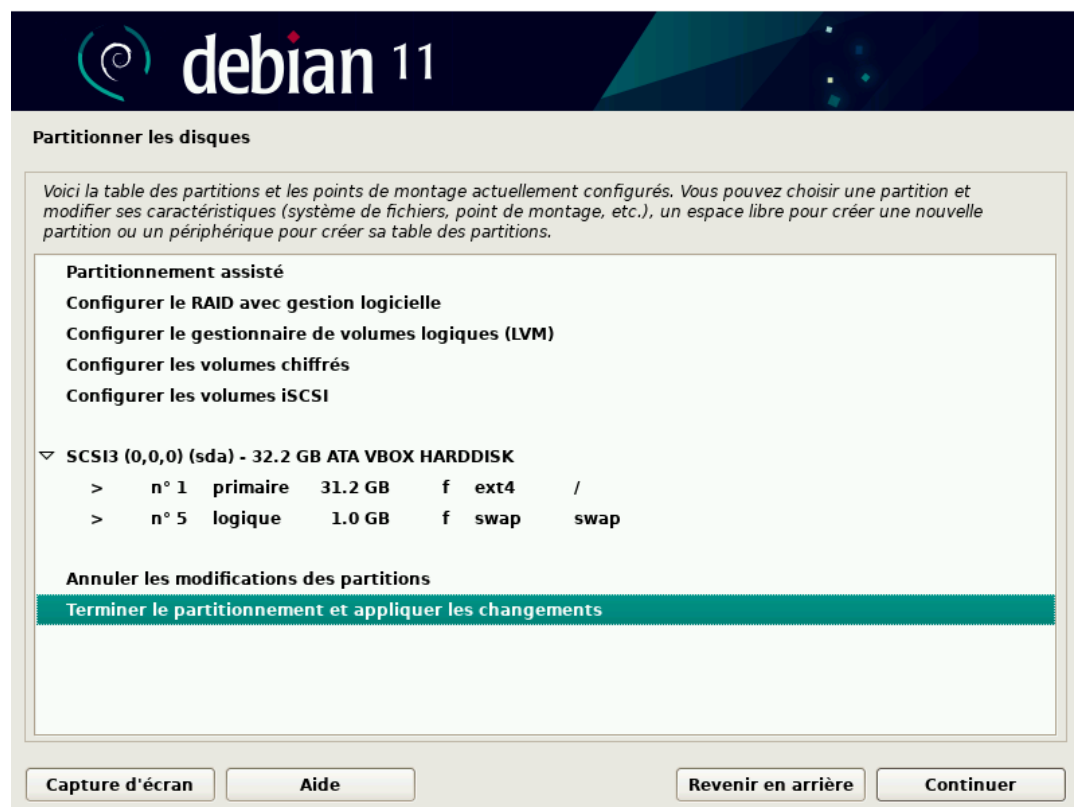 debian 11
Partitionner les disques
Voici la table des partitions et les points de montage actuellement configurés. Vous pouvez choisir une partition et
modifier ses caractéristiques (système de fichiers, point de montage, etc.), un espace libre pour créer une nouvelle
partition ou un périphérique pour créer sa table des partitions.
Partitionnement assisté
Configurer le RAID avec gestion logicielle
Configurer le gestionnaire de volumes logiques (LVM)
Configurer les volumes chiffrés
Configurer les volumes iSCSI
SCSI3 (0,0,0) (sda) - 32.2 GB ATA VBOX HARDDISK
> n° 1 primaire 31.2 GB f ext4 /
> n° 5 logique 1.0 GB f swap swap
Annuler les modifications des partitions
Terminer le partitionnement et appliquer les changements
Capture d'écran Aide Revenir en arrière Continuer